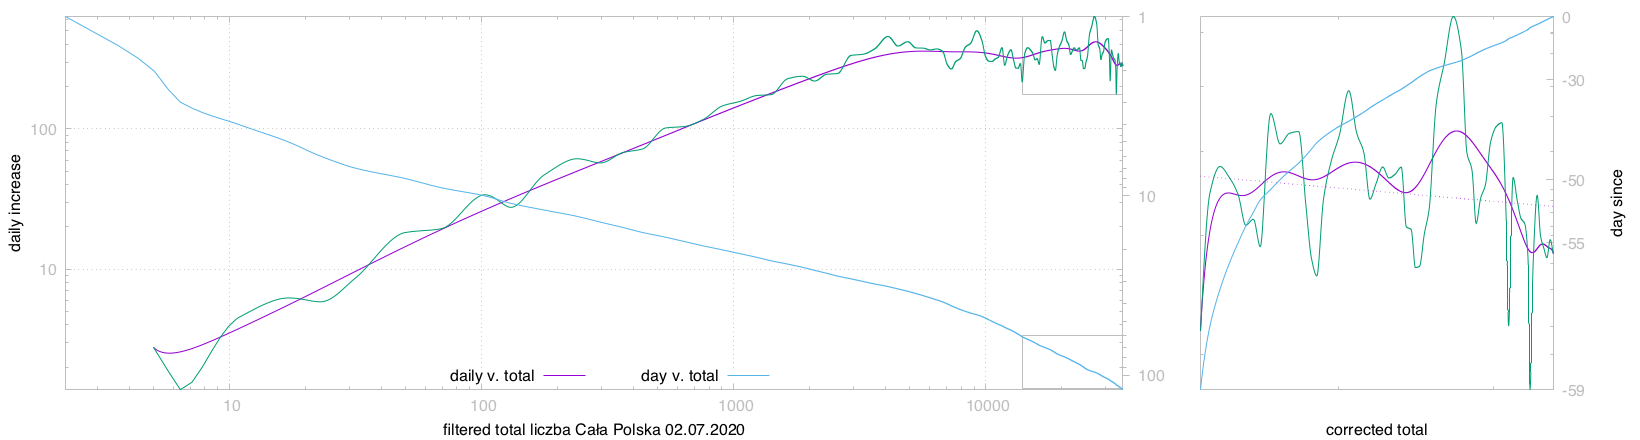 daily increase
100
10
daily v. total
day v. total
10
100
1000
10000
filtered total liczba Cała Polska 02.07.2020
1
10
100
0
-30
-50
-55
-59
day since
corrected total